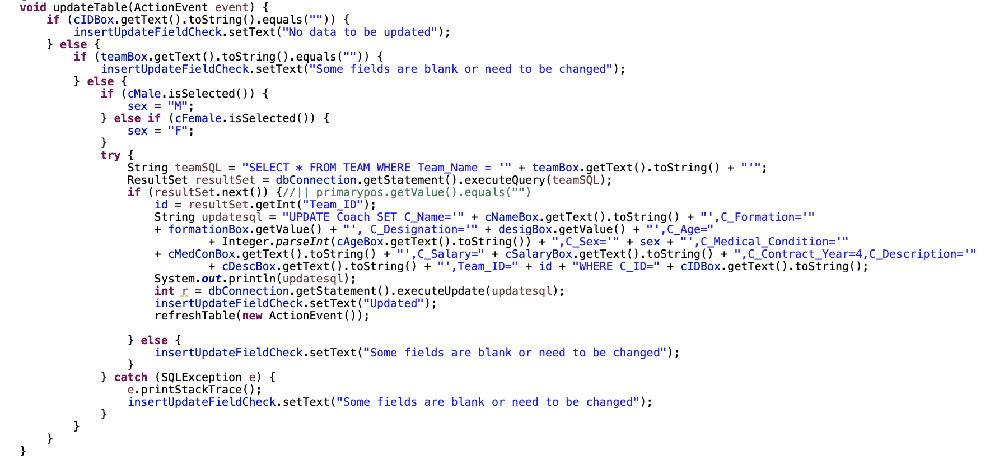 void updateTable(ActionEvent event) {
if (cIDBox.getText().toString().equals("")) {
insertUpdateFieldCheck.setText("No data to be updated");
} else {
if (teamBox.getText().toString().equals("")) {
insertUpdateFieldCheck.setText("Some fields are blank or need to be changed");
} else {
if (cMale.isSelected()) {
sex = "M";
} else if (cFemale.isSelected()) {
sex = "F";
}
try {
String teamSQL = "SELECT * FROM TEAM WHERE Team_Name = '" + teamBox.getText().toString() + "'";
ResultSet resultSet = dbConnection.getStatement().executeQuery(teamSQL);
if (resultSet.next()) {//|| primarypos.getValue().equals("")
id = resultSet.getInt("Team_ID");
String updatesql = "UPDATE Coach SET C_Name='" + cNameBox.getText().toString() + "',C_Formation='"
+ formationBox.getValue() + "', C_Designation='" + desigBox.getValue() + "',C_Age="
+ Integer.parseInt(cAgeBox.getText().toString()) + ",C_Sex='" + sex + "',C_Medical_Condition='"
+ cMedConBox.getText().toString() + "',C_Salary=" + cSalaryBox.getText().toString() + ",C_Contract_Year=4,C_Description='"
+ cDescBox.getText().toString() + "',Team_ID=" + id + "WHERE C_ID=" + cIDBox.getText().toString();
System.out.println(updatesql);
int r = dbConnection.getStatement().executeUpdate(updatesql);
insertUpdateFieldCheck.setText("Updated");
refreshTable(new ActionEvent());
} else {
insertUpdateFieldCheck.setText("Some fields are blank or need to be changed");
}
} catch (SQLException e) {
e.printStackTrace();
insertUpdateFieldCheck.setText("Some fields are blank or need to be changed");
}
}
}
}